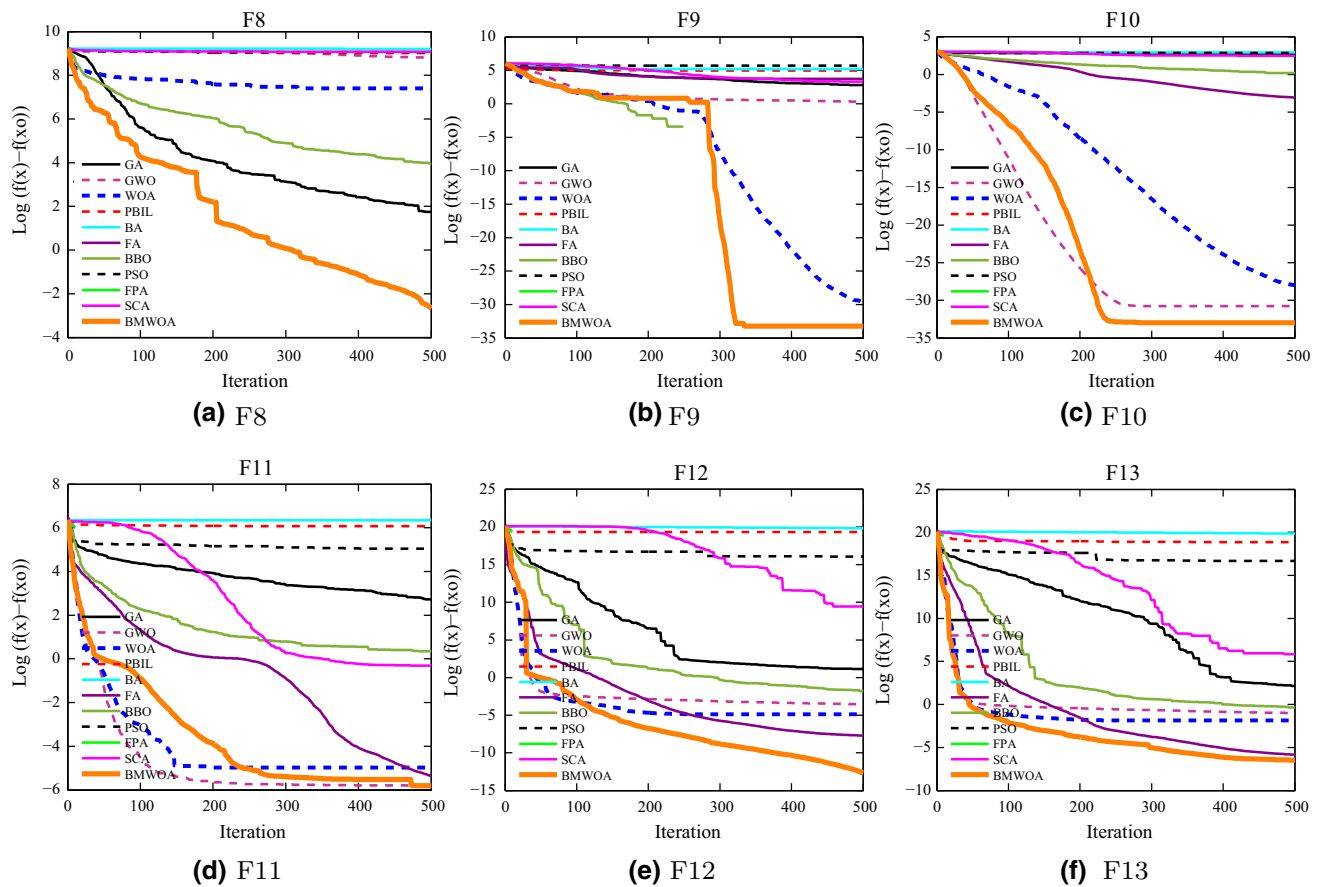 F8
Log (f(x)−f(xo))
10
8
6
4
2
0
−2
−4
GA
GWO
WOA
PBIL
BA
FA
BBO
PSO
FPA
SCA
BMWOA
0 100 200 300 400 500
Iteration
(a) F8
F9
Log (f(x)−f(xo))
10
5
0
−5
−10
−15
−20
−25
−30
−35
GA
GWO
WOA
PBIL
BA
FA
BBO
PSO
FPA
SCA
BMWOA
0 100 200 300 400 500
Iteration
(b) F9
F10
Log (f(x)−f(xo))
5
0
−5
−10
−15
−20
−25
−30
−35
GA
GWO
WOA
PBIL
BA
FA
BBO
PSO
FPA
SCA
BMWOA
0 100 200 300 400 500
Iteration
(c) F10
F11
Log (f(x)−f(xo))
8
6
4
2
0
−2
−4
−6
GA
GWO
WOA
PBIL
BA
FA
BBO
PSO
FPA
SCA
BMWOA
0 100 200 300 400 500
Iteration
(d) F11
F12
Log (f(x)−f(xo))
25
20
15
10
5
0
−5
−10
−15
GA
GWO
WOA
PBIL
BA
FA
BBO
PSO
FPA
SCA
BMWOA
0 100 200 300 400 500
Iteration
(e) F12
F13
Log (f(x)−f(xo))
25
20
15
10
5
0
−5
−10
GA
GWO
WOA
PBIL
BA
FA
BBO
PSO
FPA
SCA
BMWOA
0 100 200 300 400 500
Iteration
(f) F13